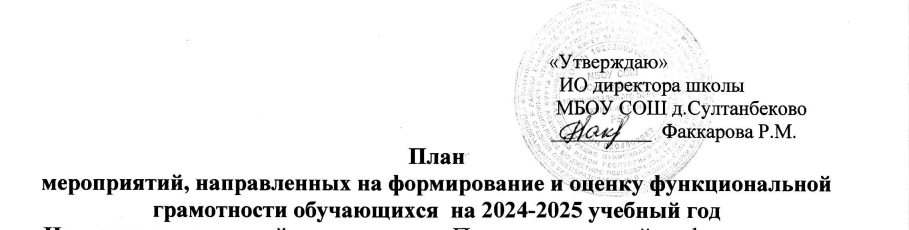 «Утверждаю»
ИО директора школы
МБОУ СОШ д.Султанбеково
Факкарова Р.М.
План
мероприятий, направленных на формирование и оценку функциональной
грамотности обучающихся на 2024-2025 учебный год